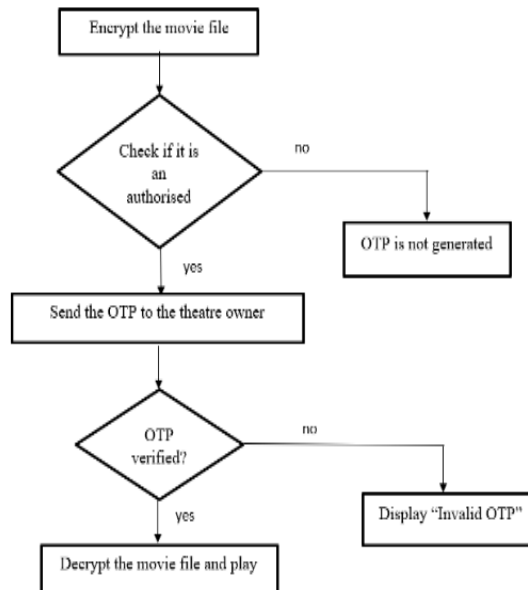 Encrypt the movie file
Check if it is
an
authorised
no
OTP is not generated
yes
Send the OTP to the theatre owner
OTP
verified?
no
Display “Invalid OTP”
yes
Decrypt the movie file and play